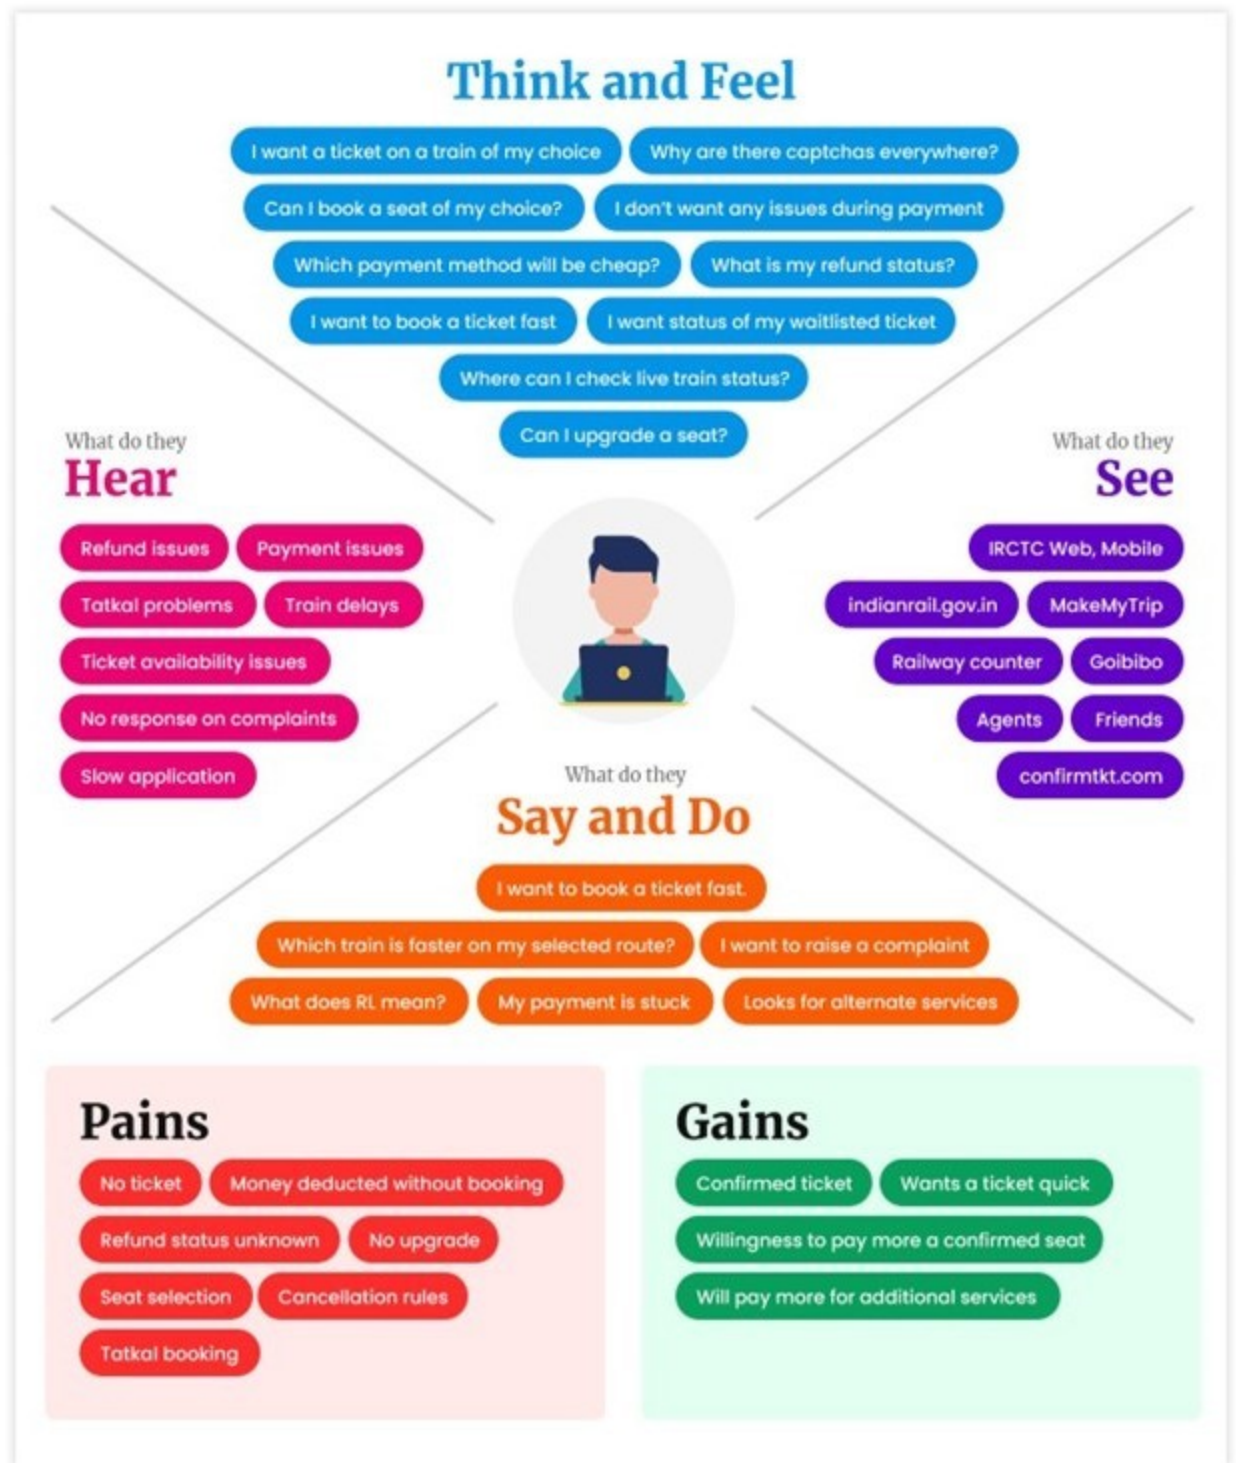 Think and Feel
I want a ticket on a train of my choice
Why are there captchas everywhere?
Can I book a seat of my choice?
I don't want any issues during payment
Which payment method will be cheap?
What is my refund status?
I want to book a ticket fast
I want status of my waitlisted ticket
Where can I check live train status?
Can I upgrade a seat?
What do they
Hear
Refund issues
Payment issues
Tatkal problems
Train delays
Ticket availability issues
No response on complaints
Slow application
What do they
See
IRCTC Web, Mobile
indianrail.gov.in
MakeMyTrip
Railway counter
Goibibo
Agents
Friends
confirmtkt.com
What do they
Say and Do
I want to book a ticket fast.
Which train is faster on my selected route?
I want to raise a complaint
What does RL mean?
My payment is stuck
Looks for alternate services
Pains
No ticket
Money deducted without booking
Refund status unknown
No upgrade
Seat selection
Cancellation rules
Tatkal booking
Gains
Confirmed ticket
Wants a ticket quick
Willingness to pay more a confirmed seat
Will pay more for additional services